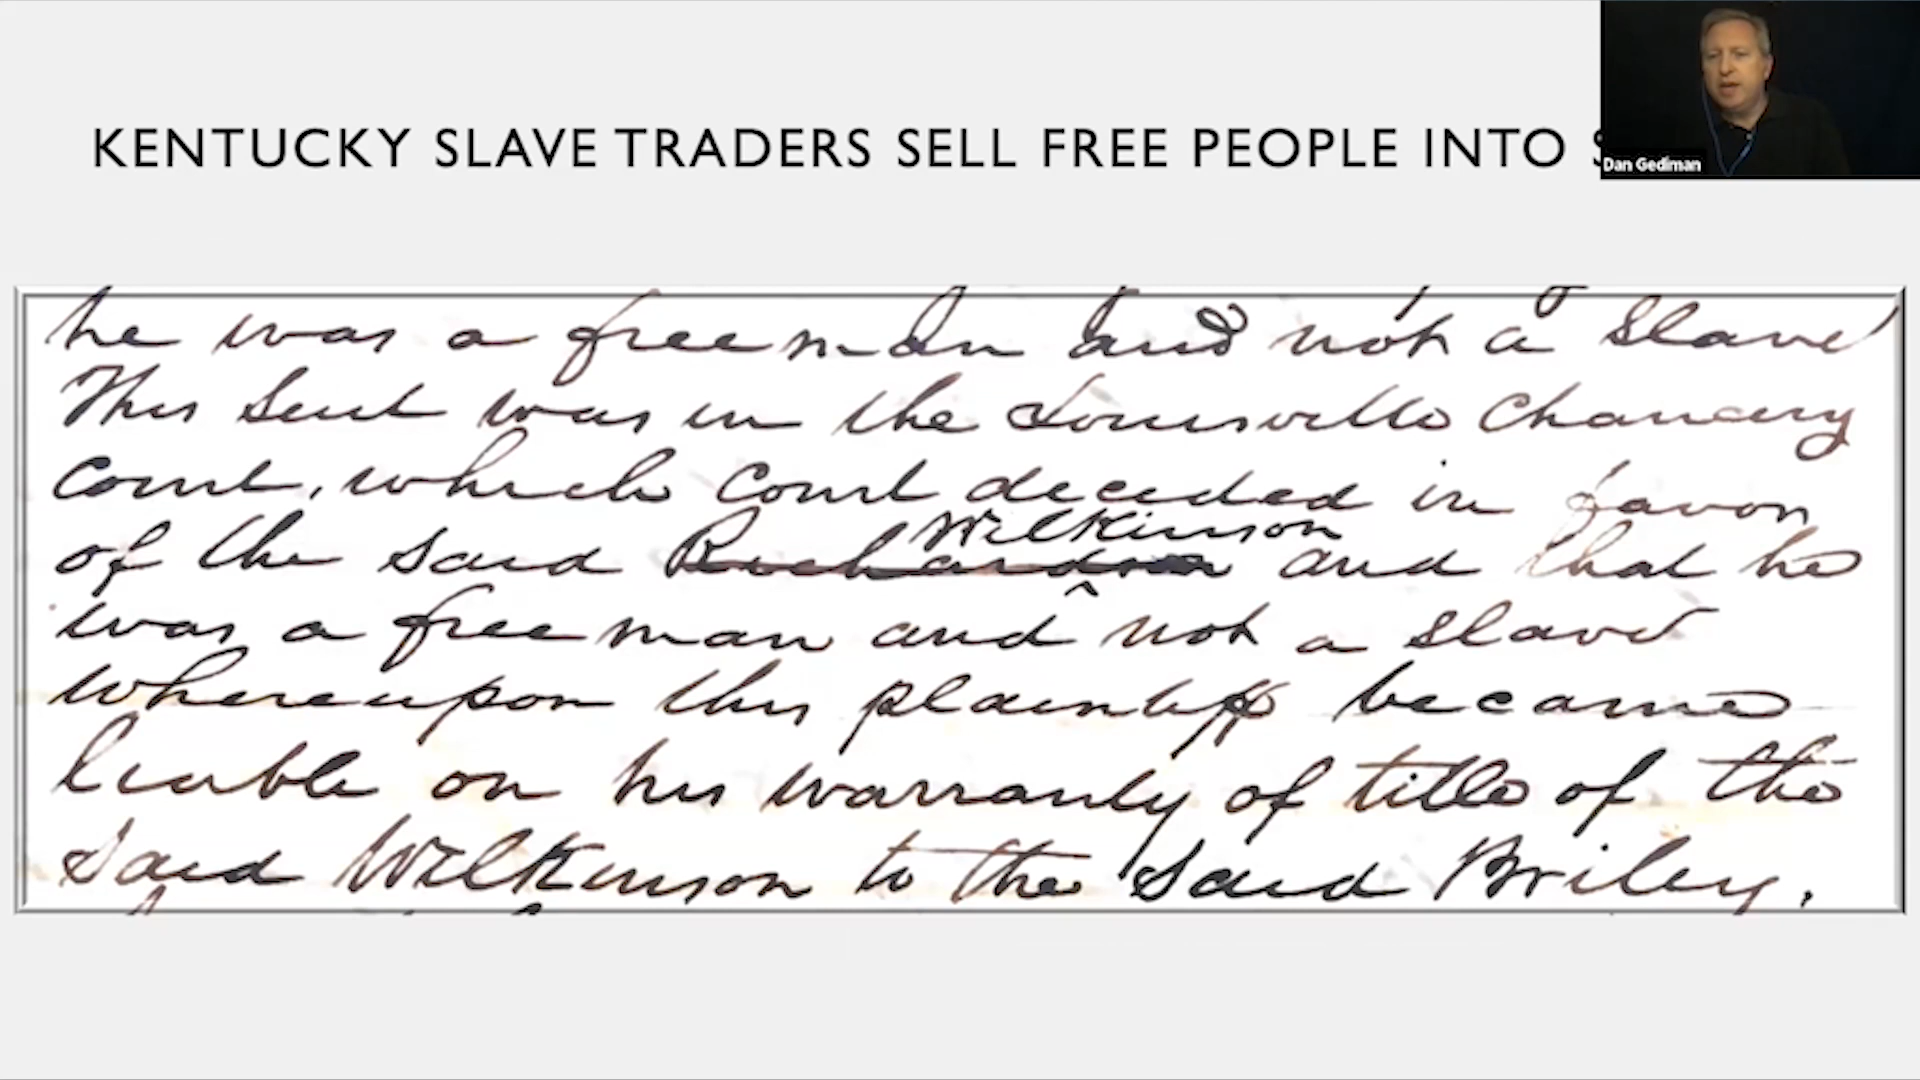 KENTUCKY SLAVE TRADERS SELL FREE PEOPLE INTO S
Dan Gediman
he was a freeman and not a slave
This suit was in the Louisville Chancery
Court, which Court decided in favor
of the said Richardson Wilkinson and that he
was a free man and not a slave
whereupon this plaintiff became
liable on his warranty of title of the
said Wilkinson to the said Briley,